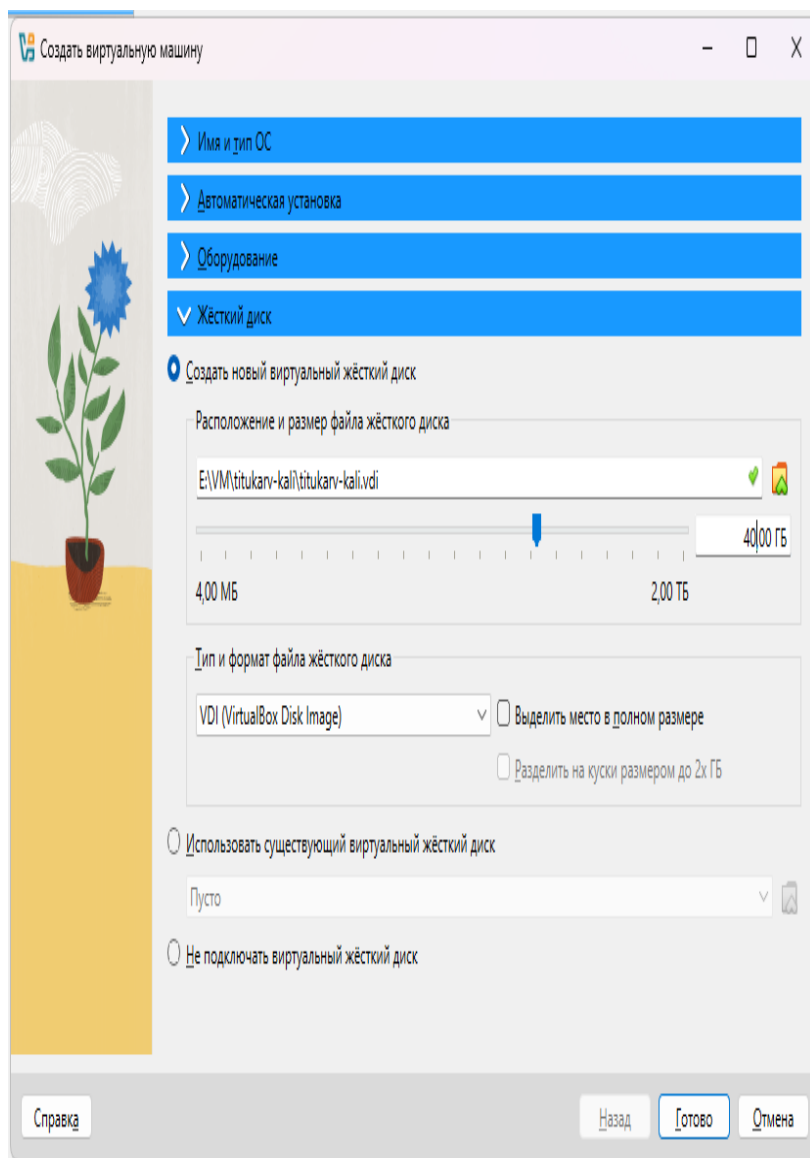 Создать виртуальную машину
Имя и тип ОС
Автоматическая установка
Оборудование
Жёсткий диск
Создать новый виртуальный жёсткий диск
Расположение и размер файла жёсткого диска
E:\VM\titukarv-kali\titukarv-kali.vdi
40,00 ГБ
4,00 МБ 2,00 ТБ
Тип и формат файла жёсткого диска
VDI (VirtualBox Disk Image) Выделить место в полном размере
Разделить на куски размером до 2х ГБ
Использовать существующий виртуальный жёсткий диск
Пусто
Не подключать виртуальный жёсткий диск
Справка Назад Готово Отмена